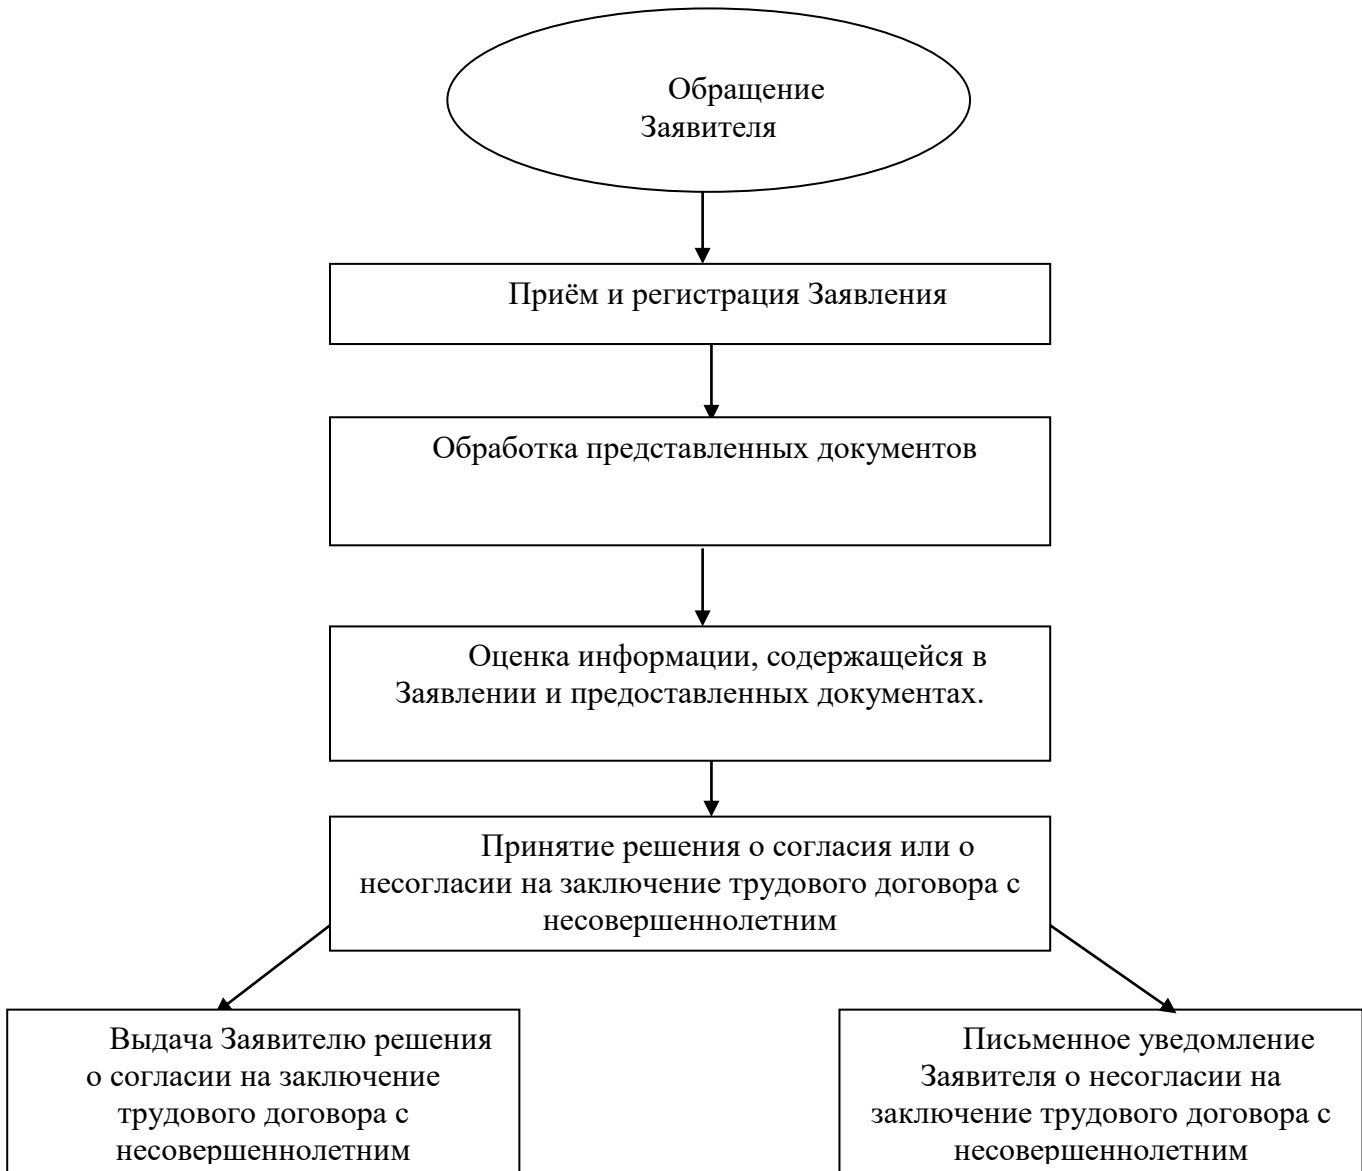 Обращение
Заявителя
Приём и регистрация Заявления
Обработка представленных документов
Оценка информации, содержащейся в
Заявлении и предоставленных документах.
Принятие решения о согласия или о
несогласии на заключение трудового договора с
несовершеннолетним
Выдача Заявителю решения
о согласии на заключение
трудового договора с
несовершеннолетним
Письменное уведомление
Заявителя о несогласии на
заключение трудового договора с
несовершеннолетним